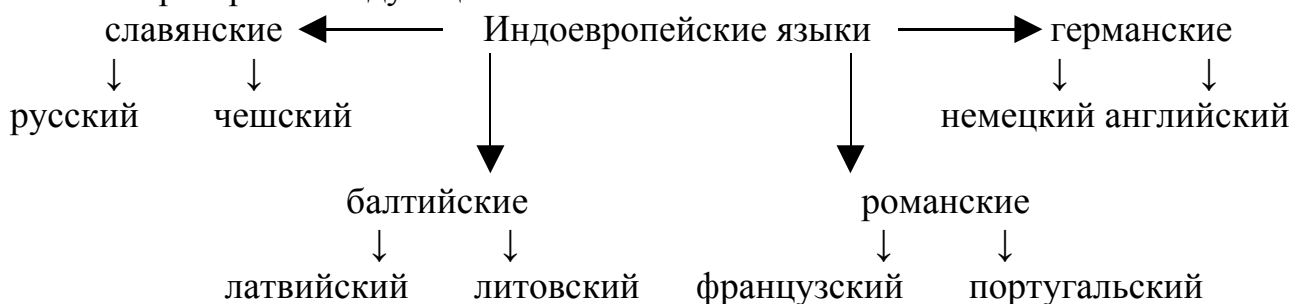 славянские Индоевропейские языки германские
русский чешский немецкий английский
балтийские романские
латвийский литовский французский португальский